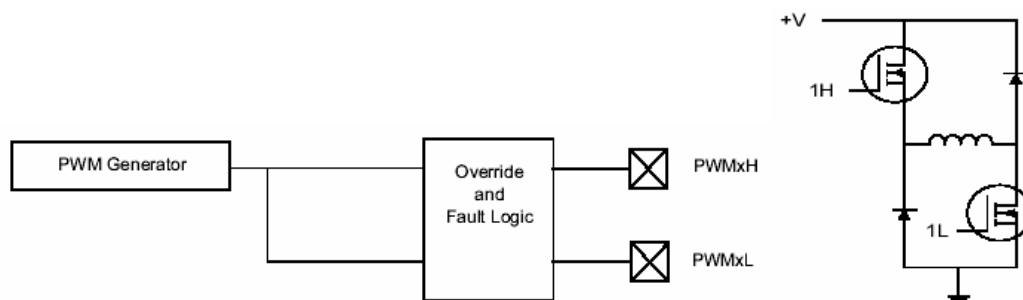 PWM Generator
Override
and
Fault Logic
PWMxH
PWMxL
+V
1H
1L